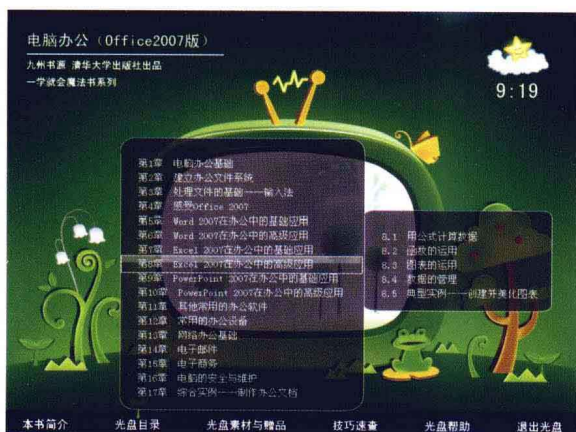 电脑办公（Office2007版）
九州书源 清华大学出版社出品
一学就会魔法书系列
9:19
第1章 电脑办公基础
第2章 建立办公文件系统
第3章 处理文件的基础——输入法
第4章 感受Office 2007
第5章 Word 2007在办公中的基础应用
第6章 Word 2007在办公中的高级应用
第7章 Excel 2007在办公中的基础应用
第8章 Excel 2007在办公中的高级应用
第9章 PowerPoint 2007在办公中的基础应用
第10章 PowerPoint 2007在办公中的高级应用
第11章 其他常用的办公软件
第12章 常用的办公设备
第13章 网络办公基础
第14章 电子邮件
第15章 电子商务
第16章 电脑的安全与维护
第17章 综合实例——制作办公文档
8.1 用公式计算数据
8.2 函数的运用
8.3 图表的运用
8.4 数据的管理
8.5 典型实例——创建并美化图表
本书简介 光盘目录 光盘素材与赠品 技巧速查 光盘帮助 退出光盘